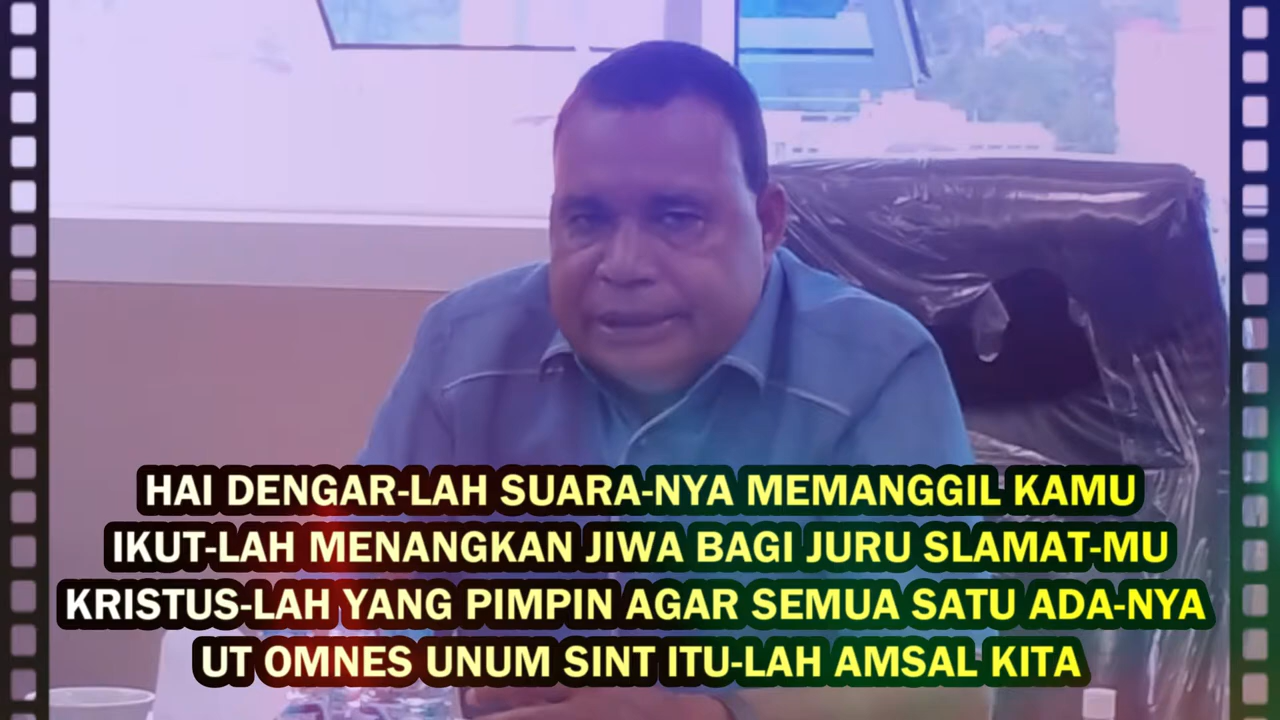 HAI DENGAR-LAH SUARA-NYA MEMANGGIL KAMU
IKUT-LAH MENANGKAN JIWA BAGI JURU SLAMAT-MU
KRISTUS-LAH YANG PIMPIN AGAR SEMUA SATU ADA-NYA
UT OMNES UNUM SINT ITU-LAH AMSAL KITA